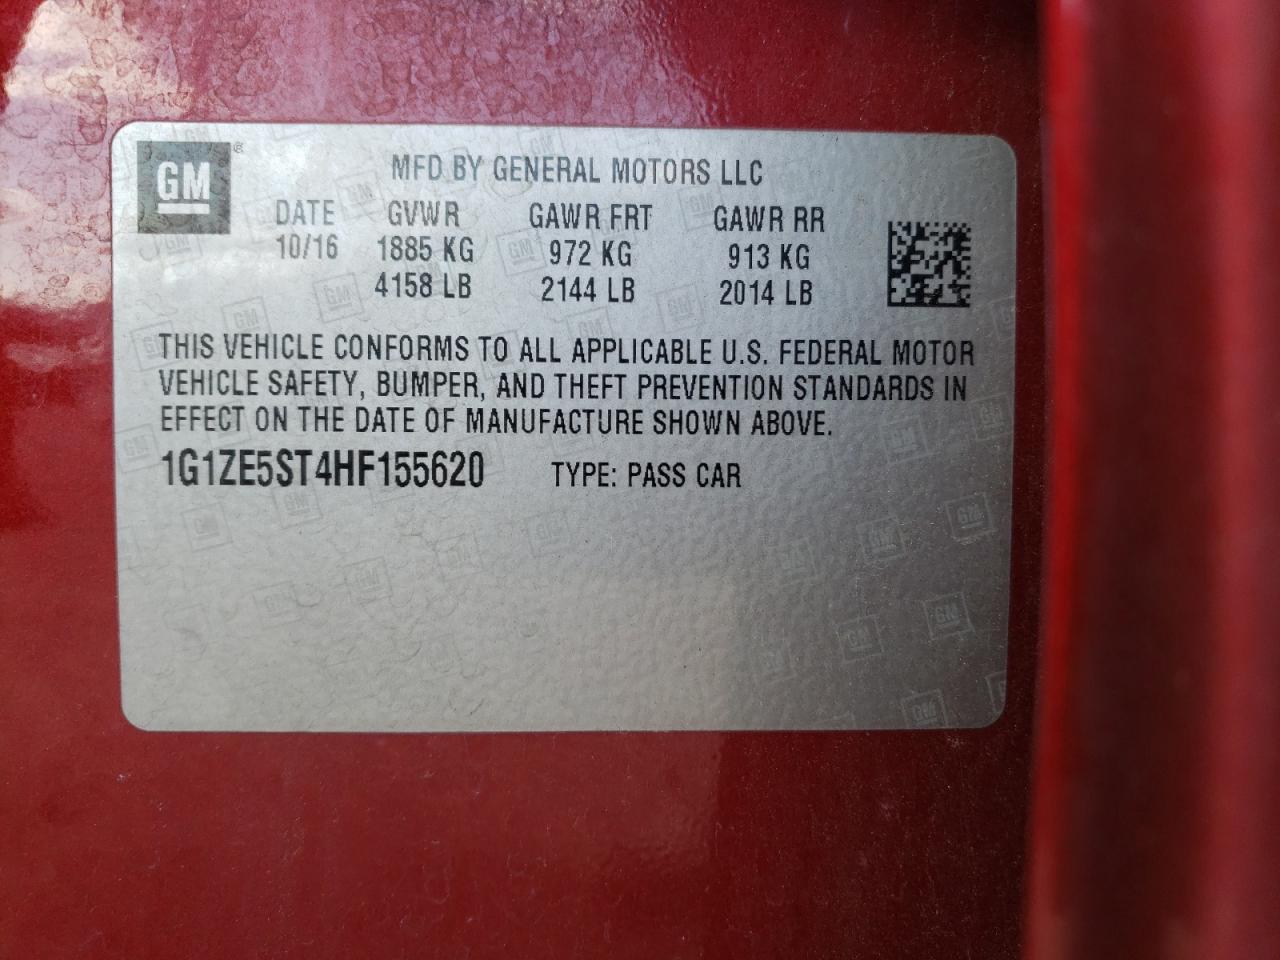 GM®
MFD BY GENERAL MOTORS LLC
DATE GVWR GAWR FRT GAWR RR
10/16 1885 KG 972 KG 913 KG
4158 LB 2144 LB 2014 LB
THIS VEHICLE CONFORMS TO ALL APPLICABLE U.S. FEDERAL MOTOR
VEHICLE SAFETY, BUMPER, AND THEFT PREVENTION STANDARDS IN
EFFECT ON THE DATE OF MANUFACTURE SHOWN ABOVE.
1G1ZE5ST4HF155620 TYPE: PASS CAR